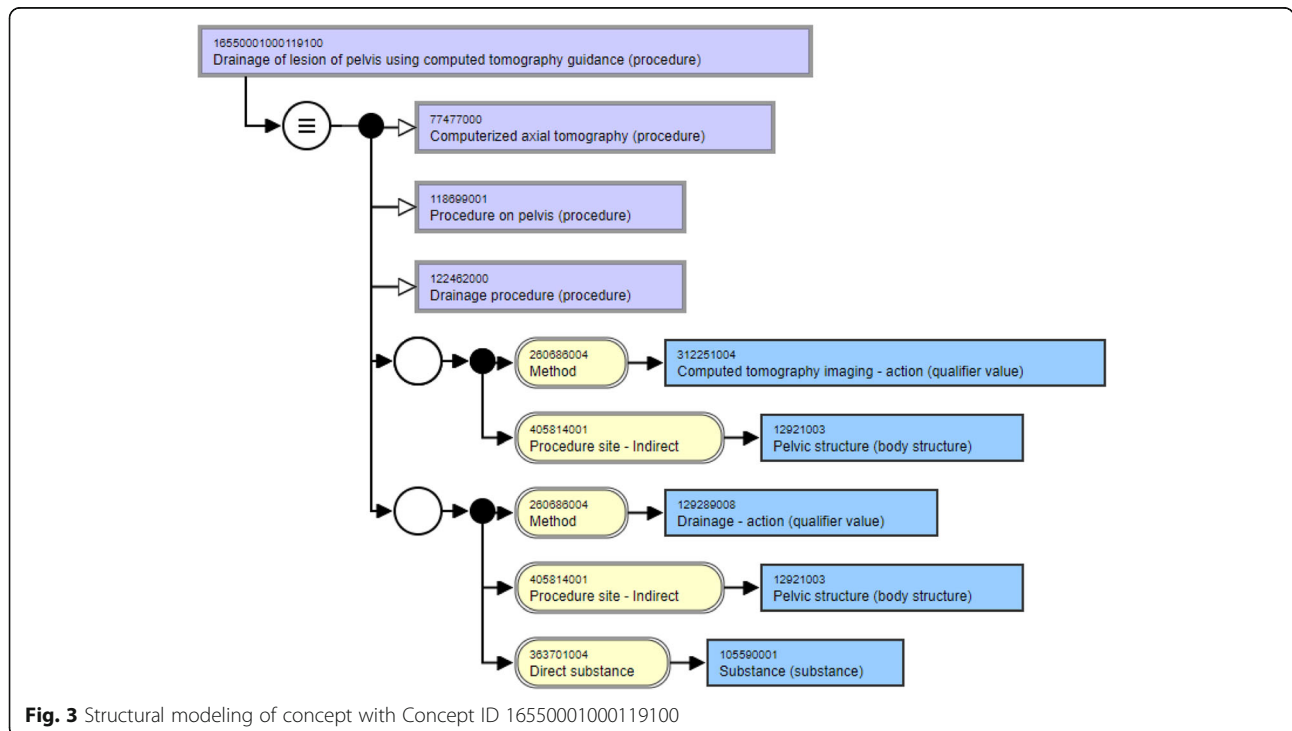 16550001000119100
Drainage of lesion of pelvis using computed tomography guidance (procedure)
77477000
Computerized axial tomography (procedure)
118699001
Procedure on pelvis (procedure)
122462000
Drainage procedure (procedure)
260686004
Method
312251004
Computed tomography imaging - action (qualifier value)
405814001
Procedure site - Indirect
12921003
Pelvic structure (body structure)
260686004
Method
129289008
Drainage - action (qualifier value)
405814001
Procedure site - Indirect
12921003
Pelvic structure (body structure)
363701004
Direct substance
105590001
Substance (substance)
Fig. 3 Structural modeling of concept with Concept ID 16550001000119100